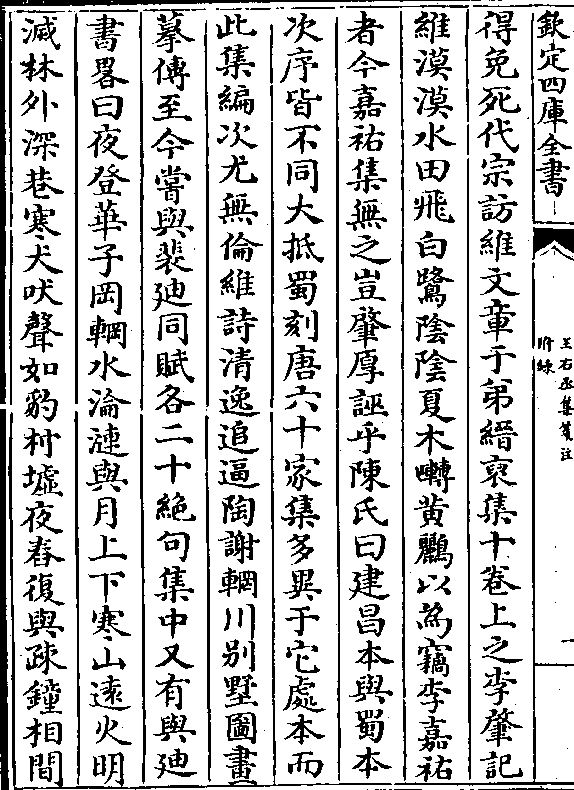 欽定四庫全書
王右丞集箋注
附録
一
得免死代宗訪維文章于弟縉裒集十卷上之李肇記
維漠漠水田飛白鷺陰陰夏木囀黄鸝以為竊李嘉祐
者今嘉祐集無之豈肇厚誣乎陳氏曰建昌本與蜀本
次序皆不同大抵蜀刻唐六十家集多異于它處本而
此集編次尤無倫維詩清逸追逼陶謝輞川别墅圖畫
摹傳至今嘗與裴廸同賦各二十絶句集中又有與廸
書畧曰夜登華子岡輞水淪漣與月上下寒山逺火明
滅林外深巷寒犬吠聲如豹村墟夜舂復與疎鐘相間